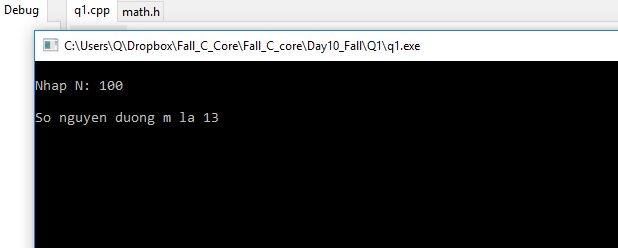 Debug
q1.cpp math.h
C:\Users\Q\Dropbox\Fall_C_Core\Fall_C_core\Day10_Fall\Q1\q1.exe
Nhap N: 100
So nguyen duong m la 13